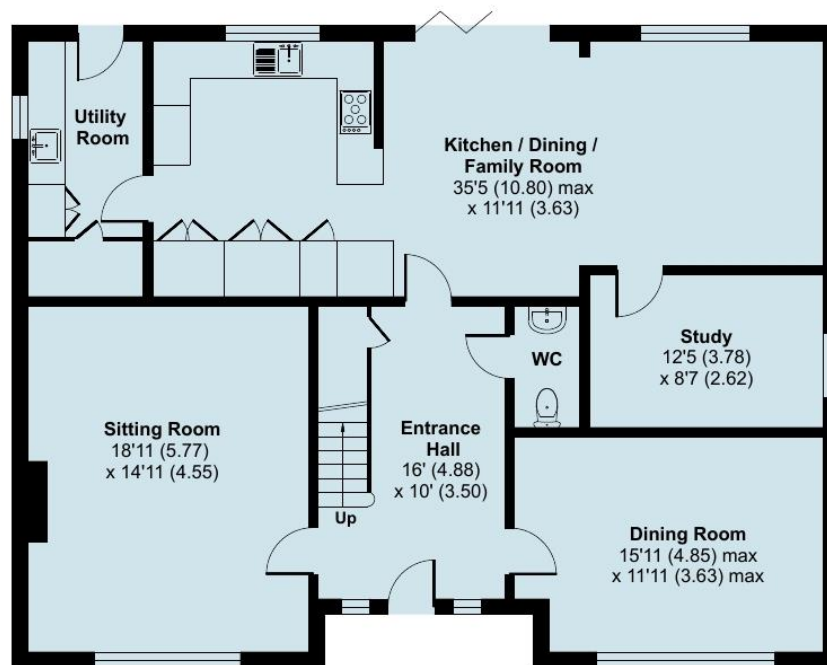 Utility
Room
Kitchen / Dining /
Family Room
35'5 (10.80) max
x 11'11 (3.63)
Study
12'5 (3.78)
x 8'7 (2.62)
WC
Sitting Room
18'11 (5.77)
x 14'11 (4.55)
Entrance
Hall
16' (4.88)
x 10' (3.50)
Up
Dining Room
15'11 (4.85) max
x 11'11 (3.63) max